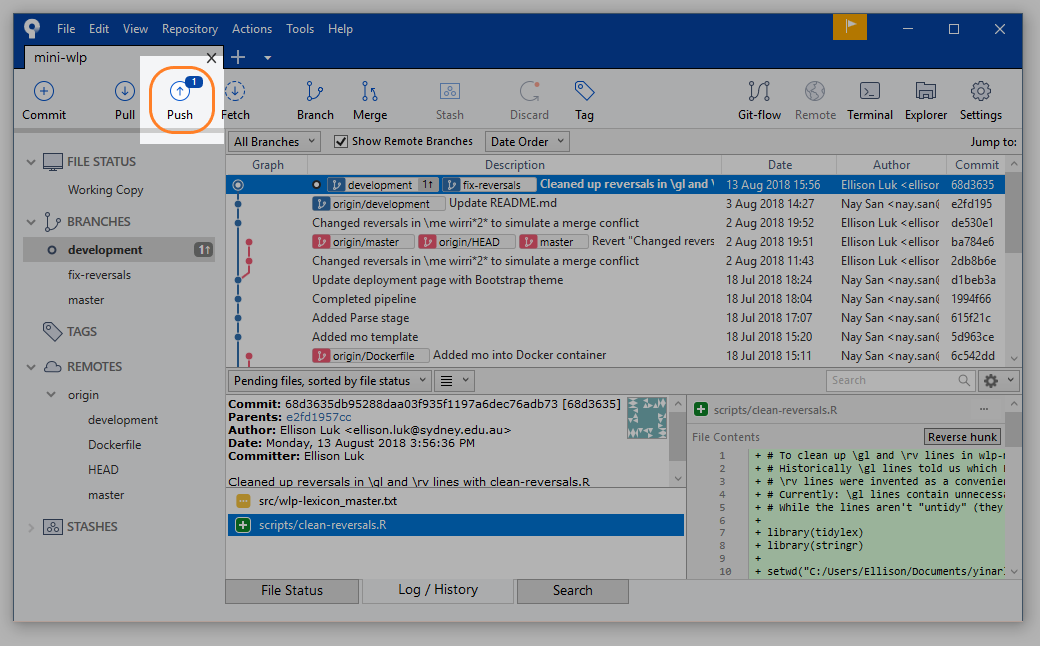 File Edit View Repository Actions Tools Help
mini-wlp
Commit Pull Push 1 Fetch Branch Merge Stash Discard Tag Git-flow Remote Terminal Explorer Settings
All Branches Show Remote Branches Date Order Jump to:
Graph Description Date Author Commit
development 1↑ fix-reversals Cleaned up reversals in \gl and \ 13 Aug 2018 15:56 Ellison Luk <ellison 68d3635
origin/development Update README.md 3 Aug 2018 14:27 Nay San <nay.san@ e2fd195
Changed reversals in \me wirri*2* to simulate a merge conflict 2 Aug 2018 19:52 Ellison Luk <ellison de530e1
origin/master origin/HEAD master Revert "Changed revers 2 Aug 2018 19:51 Nay San <nay.san@ ba784e6
Changed reversals in \me wirri*2* to simulate a merge conflict 2 Aug 2018 11:43 Ellison Luk <ellison 2db8b6e
Update deployment page with Bootstrap theme 18 Jul 2018 18:24 Nay San <nay.san@ d1beb3a
Completed pipeline 18 Jul 2018 18:04 Nay San <nay.san@ 1994f66
Added Parse stage 18 Jul 2018 17:07 Nay San <nay.san@ 615f21c
Added mo template 18 Jul 2018 15:20 Nay San <nay.san@ 5d963ce
origin/Dockerfile Added mo into Docker container 18 Jul 2018 15:11 Nay San <nay.san@ 6c542dd
FILE STATUS
Working Copy
BRANCHES
development 1↑
fix-reversals
master
TAGS
REMOTES
origin
development
Dockerfile
HEAD
master
STASHES
Pending files, sorted by file status Search
Commit: 68d3635db95288daa03f935f1197a6dec76adb73 [68d3635]
Parents: e2fd1957cc
Author: Ellison Luk <ellison.luk@sydney.edu.au>
Date: Monday, 13 August 2018 3:56:36 PM
Committer: Ellison Luk
Cleaned up reversals in \gl and \rv lines with clean-reversals.R
src/wlp-lexicon_master.txt
scripts/clean-reversals.R
scripts/clean-reversals.R ...
File Contents Reverse hunk
1 + # To clean up \gl and \rv lines in wlp-
2 + # Historically \gl lines told us which
3 + # \rv lines were invented as a convenien
4 + # Currently: \gl lines contain unnecessa
5 + # While the lines aren't "untidy" (they
6 +
7 + library(tidylex)
8 + library(stringr)
9 +
10 + setwd("C:/Users/Ellison/Documents/yinar
File Status Log / History Search